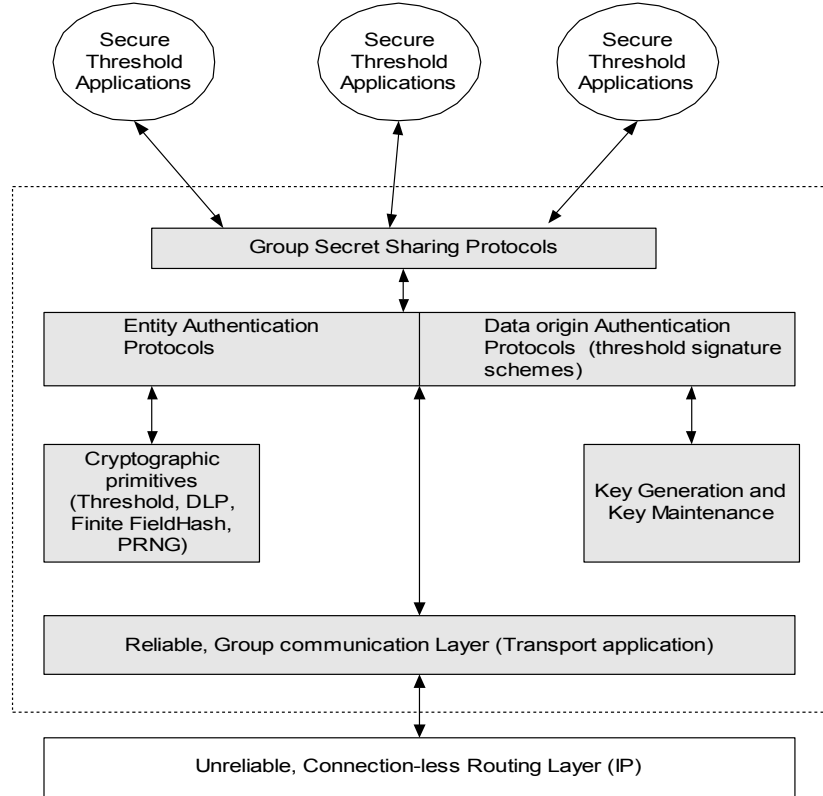 Secure
Threshold
Applications
Secure
Threshold
Applications
Secure
Threshold
Applications
Group Secret Sharing Protocols
Entity Authentication
Protocols
Data origin Authentication
Protocols (threshold signature
schemes)
Cryptographic
primitives
(Threshold, DLP,
Finite FieldHash,
PRNG)
Key Generation and
Key Maintenance
Reliable, Group communication Layer (Transport application)
Unreliable, Connection-less Routing Layer (IP)